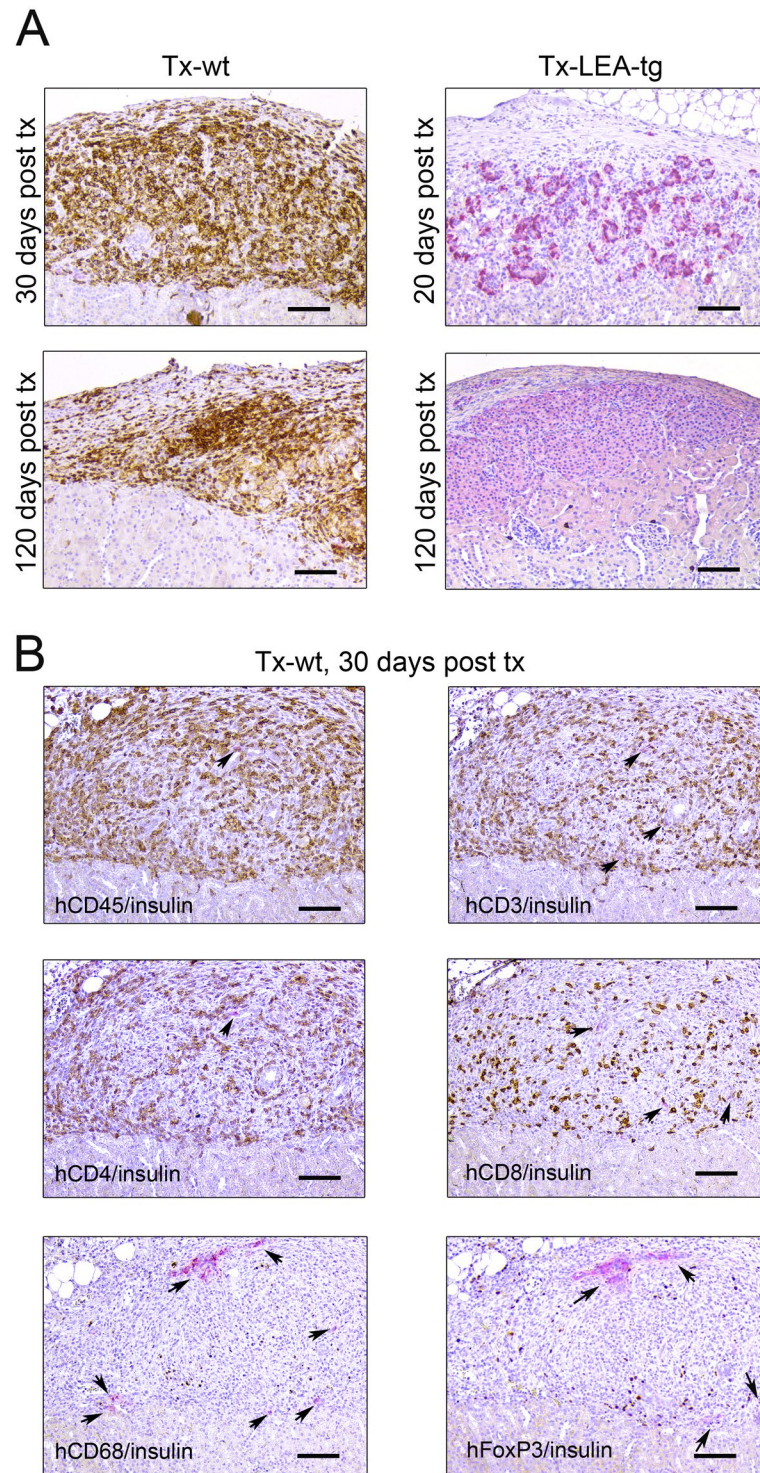 A
Tx-wt
Tx-LEA-tg
30 days post tx
20 days post tx
120 days post tx
120 days post tx
B
Tx-wt, 30 days post tx
hCD45/insulin
hCD3/insulin
hCD4/insulin
hCD8/insulin
hCD68/insulin
hFoxP3/insulin